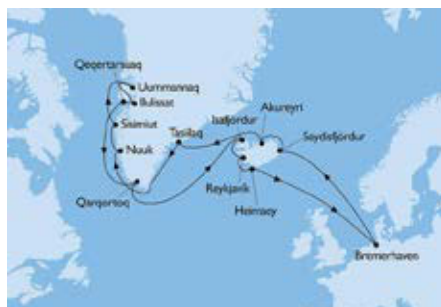 Qeqertarsuaq
Uummannaq
Ilulissat
Sisimiut
Nuuk
Qaqortoq
Tasiilaq
Isafjördur
Akureyri
Seydisfjördur
Reykjavik
Heimaey
Bremerhaven